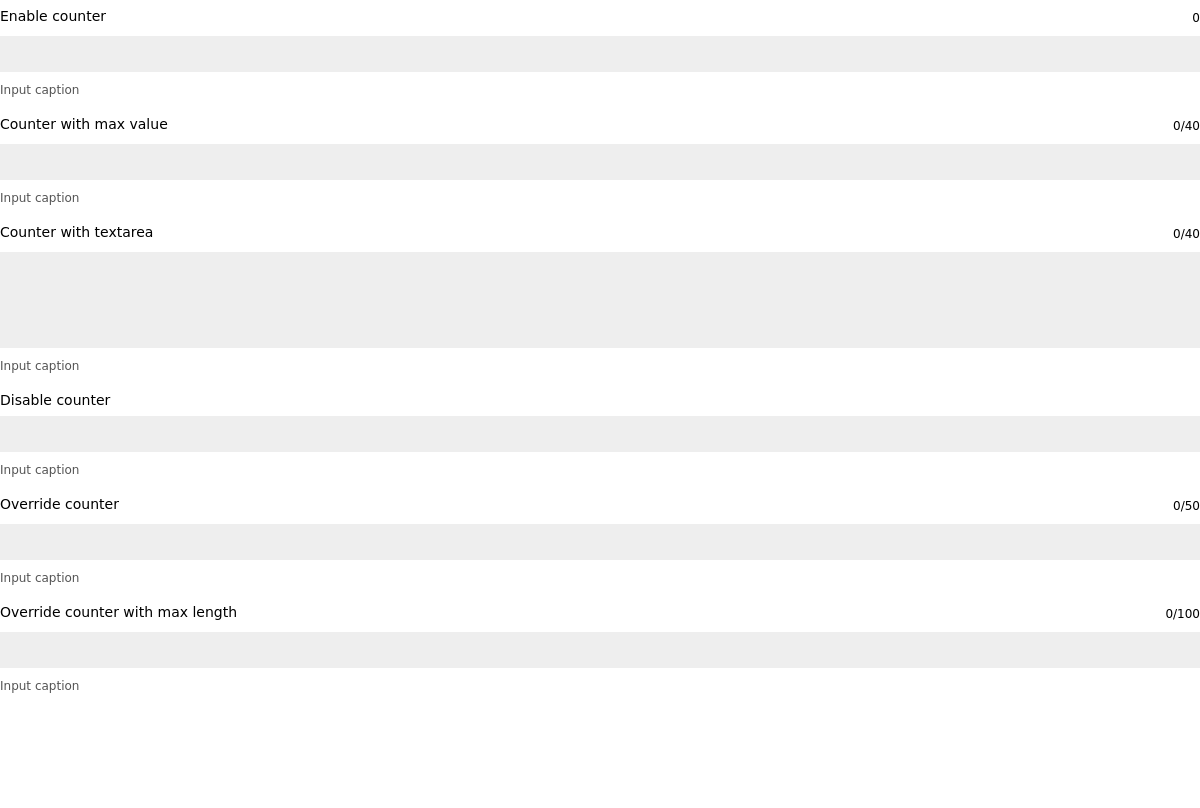 Enable counter 0
Input caption
Counter with max value 0/40
Input caption
Counter with textarea 0/40
Input caption
Disable counter
Input caption
Override counter 0/50
Input caption
Override counter with max length 0/100
Input caption